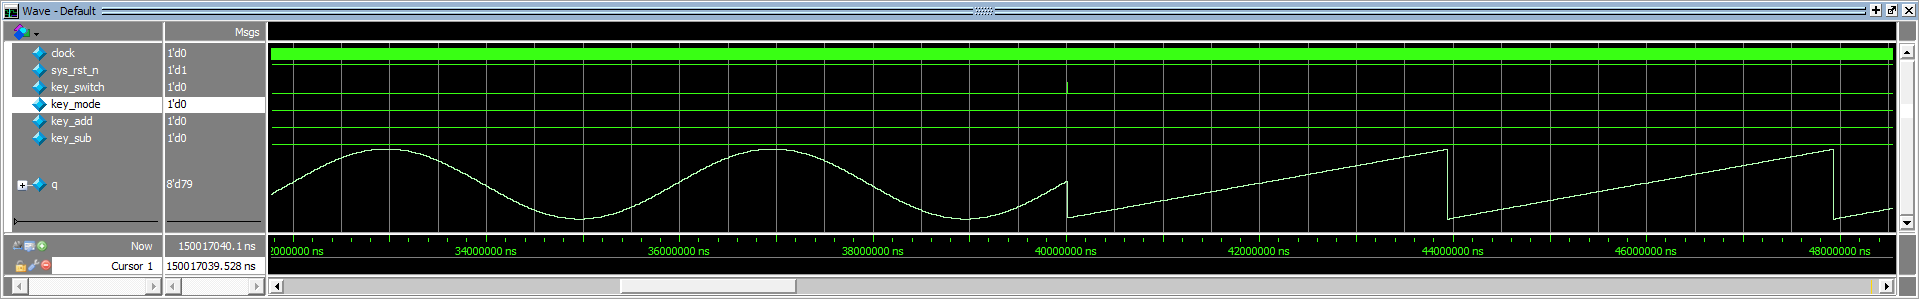 Wave - Default
Msgs
clock 1'd0
sys_rst_n 1'd1
key_switch 1'd0
key_mode 1'd0
key_add 1'd0
key_sub 1'd0
q 8'd79
Now 150017040.1 ns
Cursor 1 150017039.528 ns
2000000 ns 34000000 ns 36000000 ns 38000000 ns 40000000 ns 42000000 ns 44000000 ns 46000000 ns 48000000 ns